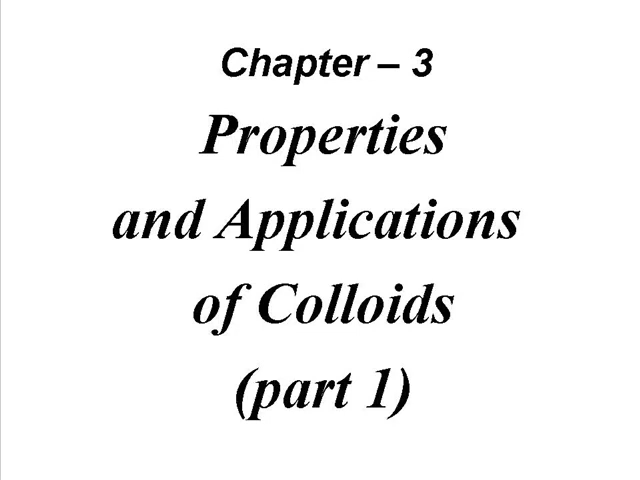 Chapter – 3
Properties
and Applications
of Colloids
(part 1)